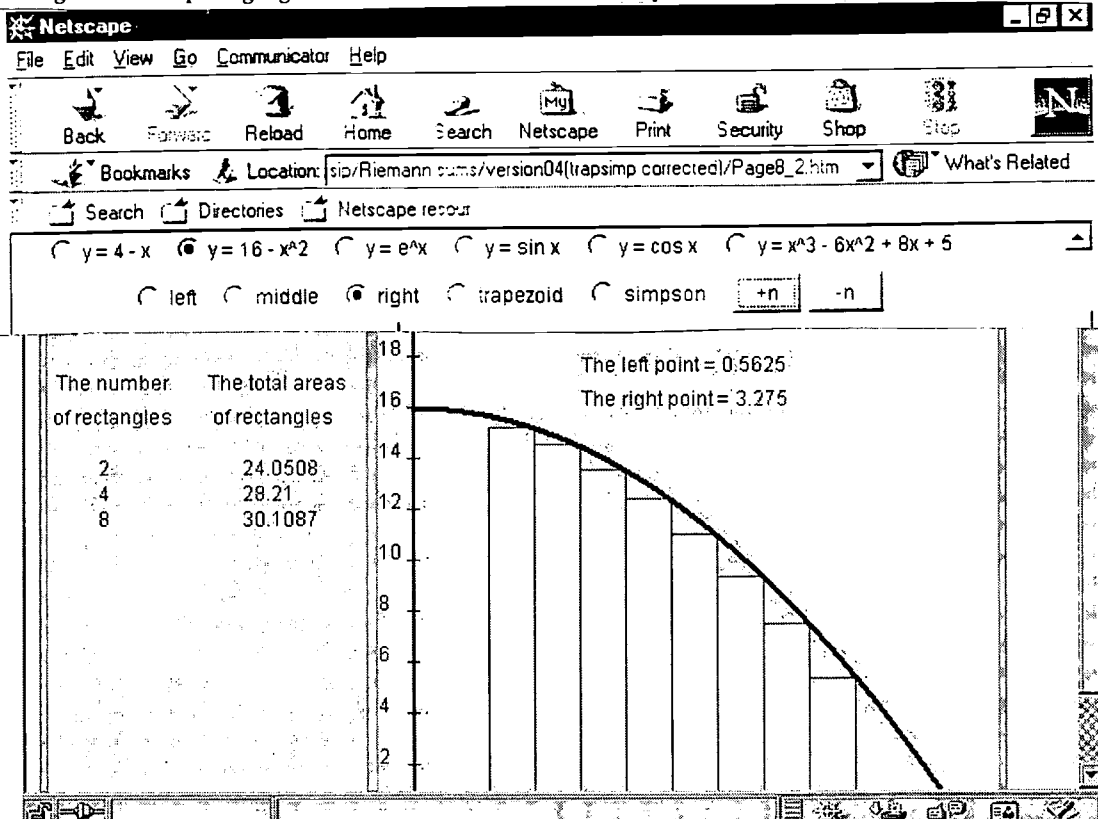 Netscape
File Edit View Go Communicator Help
Back Forward Reload Home Search Netscape Print Security Shop Stop
My
N
Bookmarks Location: sip/Riemann sums/version04(trapsimp corrected)/Page8_2.htm What's Related
Search Directories Netscape resour
y = 4 - x y = 16 - x^2 y = e^x y = sin x y = cos x y = x^3 - 6x^2 + 8x + 5
left middle right trapezoid simpson +n -n
The number of rectangles
The total areas of rectangles
2 24.0508
4 28.21
8 30.1087
The left point = 0.5625
The right point = 3.275
18
16
14
12
10
8
6
4
2